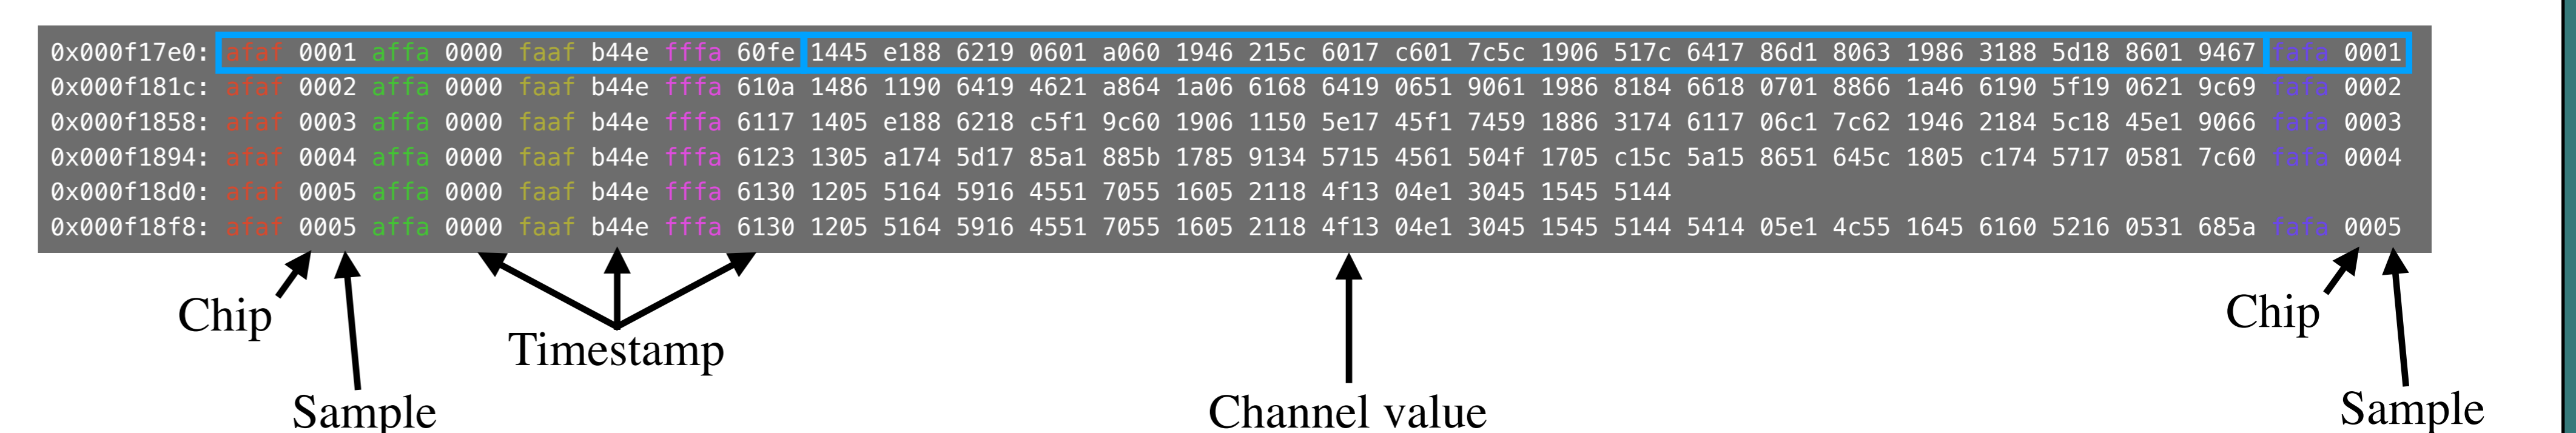 0x000f17e0: afaf 0001 affa 0000 faaf b44e fffa 60fe 1445 e188 6219 0601 a060 1946 215c 6017 c601 7c5c 1906 517c 6417 86d1 8063 1986 3188 5d18 8601 9467 fafa 0001
0x000f181c: afaf 0002 affa 0000 faaf b44e fffa 610a 1486 1190 6419 4621 a864 1a06 6168 6419 0651 9061 1986 8184 6618 0701 8866 1a46 6190 5f19 0621 9c69 fafa 0002
0x000f1858: afaf 0003 affa 0000 faaf b44e fffa 6117 1405 e188 6218 c5f1 9c60 1906 1150 5e17 45f1 7459 1886 3174 6117 06c1 7c62 1946 2184 5c18 45e1 9066 fafa 0003
0x000f1894: afaf 0004 affa 0000 faaf b44e fffa 6123 1305 a174 5d17 85a1 885b 1785 9134 5715 4561 504f 1705 c15c 5a15 8651 645c 1805 c174 5717 0581 7c60 fafa 0004
0x000f18d0: afaf 0005 affa 0000 faaf b44e fffa 6130 1205 5164 5916 4551 7055 1605 2118 4f13 04e1 3045 1545 5144
0x000f18f8: afaf 0005 affa 0000 faaf b44e fffa 6130 1205 5164 5916 4551 7055 1605 2118 4f13 04e1 3045 1545 5144 5414 05e1 4c55 1645 6160 5216 0531 685a fafa 0005
Chip
Chip
Timestamp
Sample
Channel value
Sample